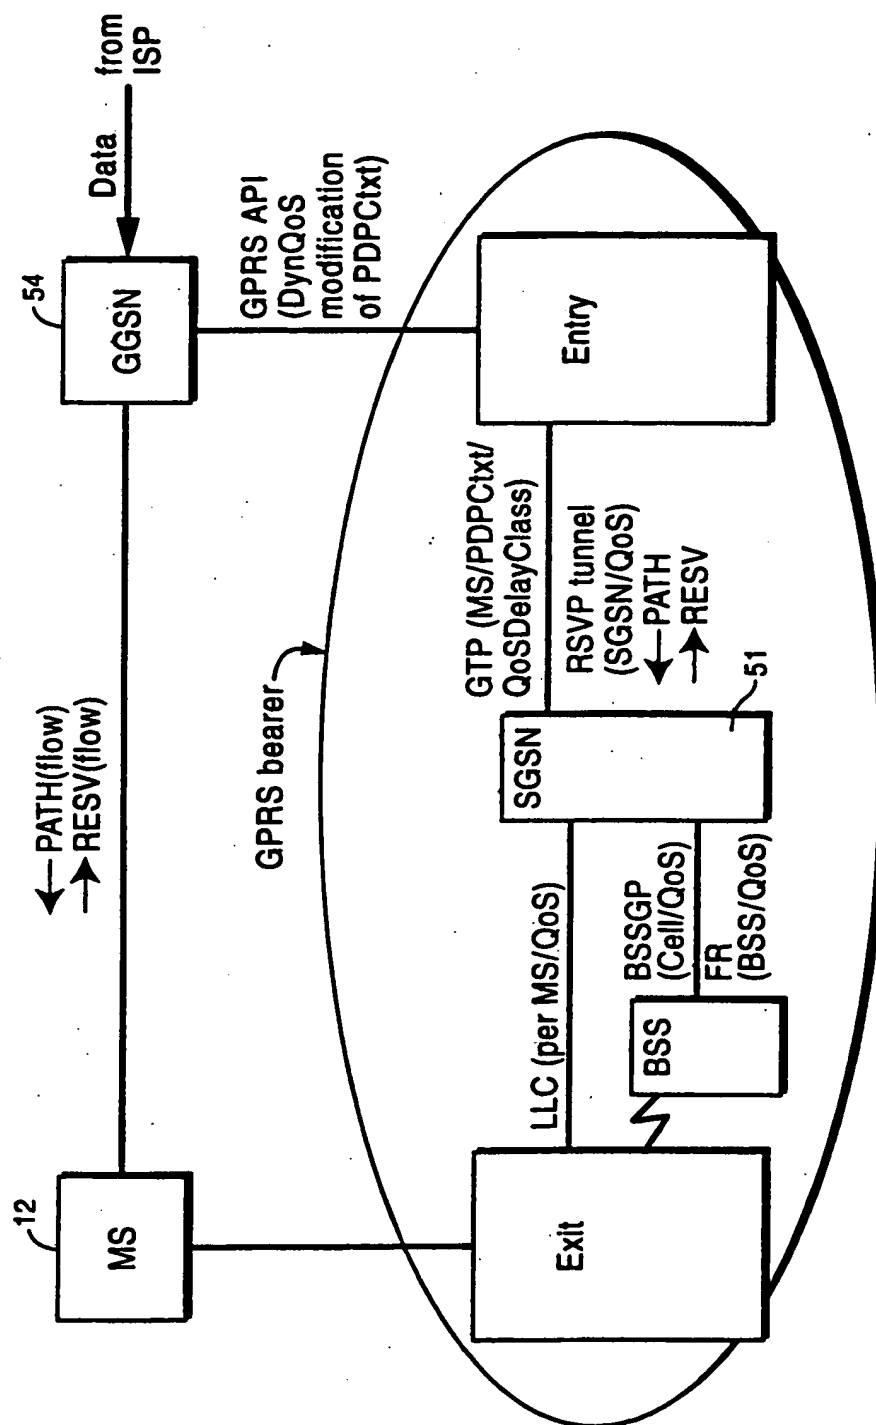 12
MS
PATH(flow)
RESV(flow)
54
GGSN
Data
from
ISP
GPRS API
(DynQoS
modification
of PDPCtxt)
GPRS bearer
Exit
LLC (per MS/QoS)
BSS
BSSGP
(Cell/QoS)
FR
(BSS/QoS)
SGSN
51
GTP (MS/PDPCtxt/
QoSDelayClass)
RSVP tunnel
(SGSN/QoS)
PATH
RESV
Entry